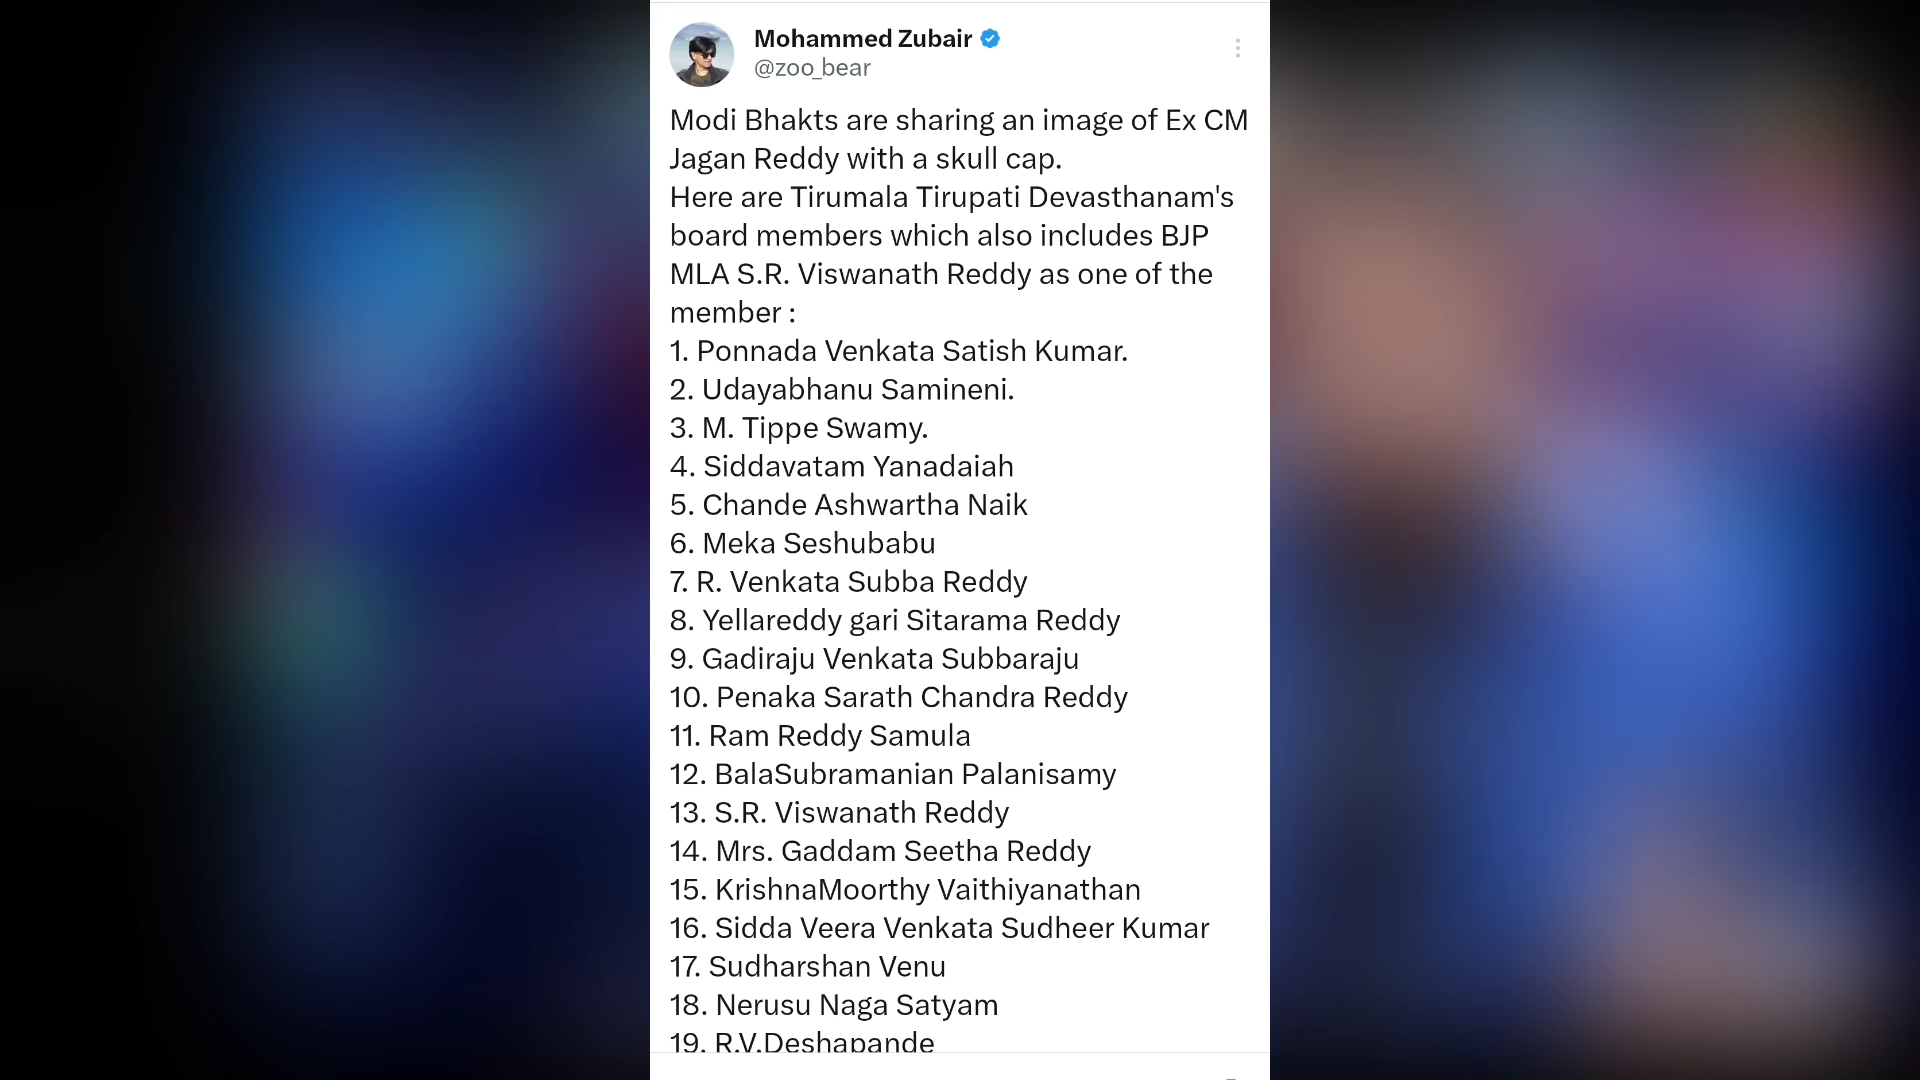 Mohammed Zubair
@zoo_bear
Modi Bhakts are sharing an image of Ex CM
Jagan Reddy with a skull cap.
Here are Tirumala Tirupati Devasthanam's
board members which also includes BJP
MLA S.R. Viswanath Reddy as one of the
member :
1. Ponnada Venkata Satish Kumar.
2. Udayabhanu Samineni.
3. M. Tippe Swamy.
4. Siddavatam Yanadaiah
5. Chande Ashwartha Naik
6. Meka Seshubabu
7. R. Venkata Subba Reddy
8. Yellareddy gari Sitarama Reddy
9. Gadiraju Venkata Subbaraju
10. Penaka Sarath Chandra Reddy
11. Ram Reddy Samula
12. BalaSubramanian Palanisamy
13. S.R. Viswanath Reddy
14. Mrs. Gaddam Seetha Reddy
15. KrishnaMoorthy Vaithiyanathan
16. Sidda Veera Venkata Sudheer Kumar
17. Sudharshan Venu
18. Nerusu Naga Satyam
19. R.V.Deshapande